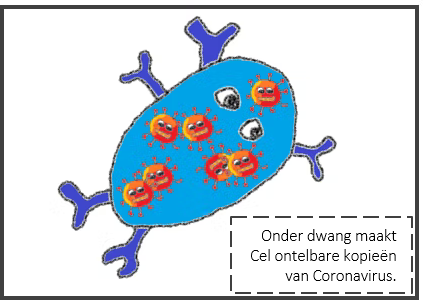 Onder dwang maakt
Cel ontelbare kopieën
van Coronavirus.